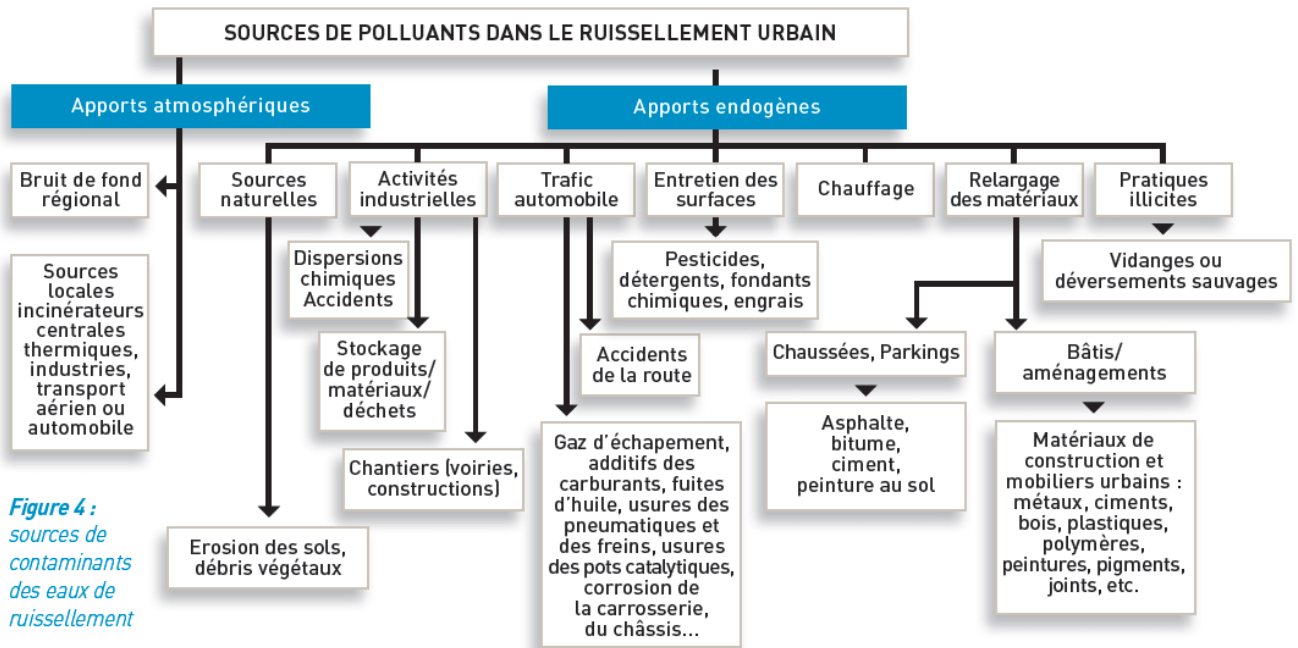 SOURCES DE POLLUANTS DANS LE RUISSELLEMENT URBAIN
Apports atmosphériques
Apports endogènes
Bruit de fond
régional
Sources
naturelles
Activités
industrielles
Trafic
automobile
Entretien des
surfaces
Chauffage
Relargage
des matériaux
Pratiques
illicites
Sources
locales
incinérateurs
centrales
thermiques,
industries,
transport
aérien ou
automobile
Dispersions
chimiques
Accidents
Pesticides,
détergents, fondants
chimiques, engrais
Vidanges ou
déversements sauvages
Stockage
de produits/
matériaux/
déchets
Accidents
de la route
Chaussées, Parkings
Bâtis/
aménagements
Chantiers (voiries,
constructions)
Gaz d'échapement,
additifs des
carburants, fuites
d'huile, usures des
pneumatiques et
des freins, usures
des pots catalytiques,
corrosion de
la carrosserie,
du châssis...
Asphalte,
bitume,
ciment,
peinture au sol
Matériaux de
construction et
mobiliers urbains :
métaux, ciments,
bois, plastiques,
polymères,
peintures, pigments,
joints, etc.
Erosion des sols,
débris végétaux
Figure 4 :
sources de
contaminants
des eaux de
ruissellement